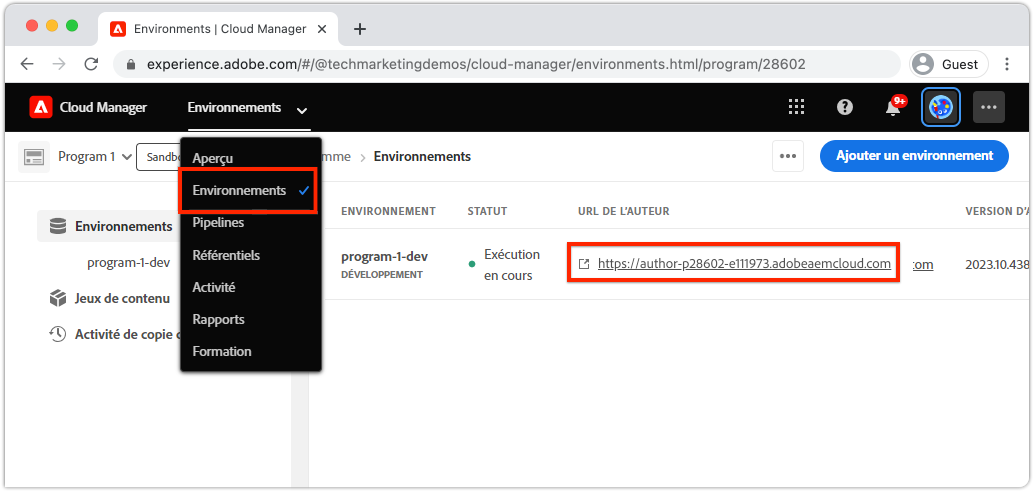 Environments | Cloud Manager
experience.adobe.com/#/@techmarketingdemos/cloud-manager/environments.html/program/28602
Guest
Cloud Manager
Environnements
9+
Program 1
Aperçu
Environnements
Pipelines
Référentiels
Activité
Rapports
Formation
Environnements
Ajouter un environnement
Environnements
program-1-dev
Jeux de contenu
Activité de copie
ENVIRONNEMENT STATUT URL DE L'AUTEUR
program-1-dev
DÉVELOPPEMENT
Exécution
en cours
https://author-p28602-e111973.adobeaemcloud.com
.com
2023.10.438